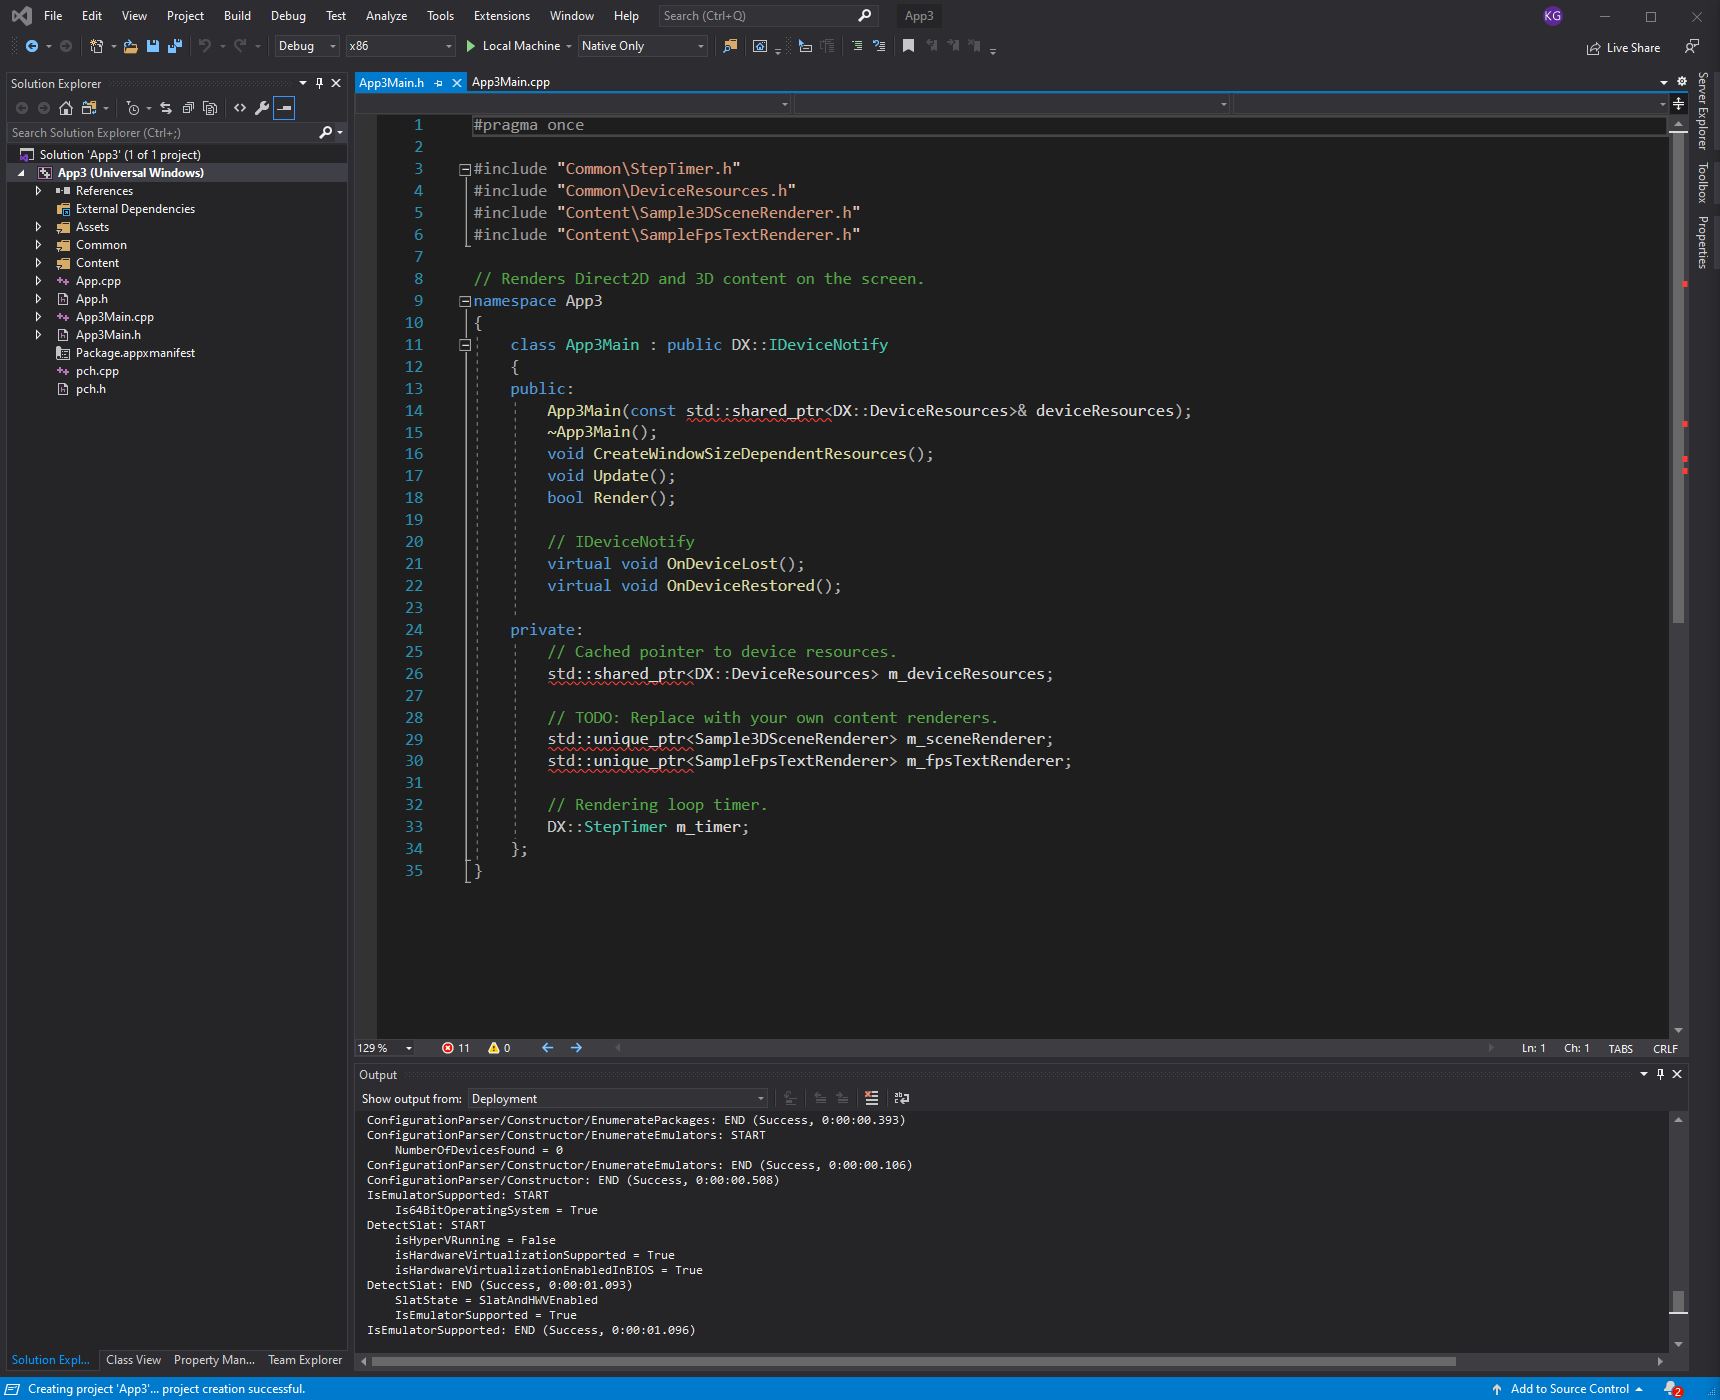 File Edit View Project Build Debug Test Analyze Tools Extensions Window Help Search (Ctrl+Q) App3 KG
Debug x86 Local Machine Native Only Live Share
Solution Explorer
Search Solution Explorer (Ctrl+;)
Solution 'App3' (1 of 1 project)
App3 (Universal Windows)
References
External Dependencies
Assets
Common
Content
App.cpp
App.h
App3Main.cpp
App3Main.h
Package.appxmanifest
pch.cpp
pch.h
Solution Expl... Class View Property Man... Team Explorer
App3Main.h App3Main.cpp
1 #pragma once
2
3 #include "Common\StepTimer.h"
4 #include "Common\DeviceResources.h"
5 #include "Content\Sample3DSceneRenderer.h"
6 #include "Content\SampleFpsTextRenderer.h"
7
8 // Renders Direct2D and 3D content on the screen.
9 namespace App3
10 {
11 class App3Main : public DX::IDeviceNotify
12 {
13 public:
14 App3Main(const std::shared_ptr<DX::DeviceResources>& deviceResources);
15 ~App3Main();
16 void CreateWindowSizeDependentResources();
17 void Update();
18 bool Render();
19
20 // IDeviceNotify
21 virtual void OnDeviceLost();
22 virtual void OnDeviceRestored();
23
24 private:
25 // Cached pointer to device resources.
26 std::shared_ptr<DX::DeviceResources> m_deviceResources;
27
28 // TODO: Replace with your own content renderers.
29 std::unique_ptr<Sample3DSceneRenderer> m_sceneRenderer;
30 std::unique_ptr<SampleFpsTextRenderer> m_fpsTextRenderer;
31
32 // Rendering loop timer.
33 DX::StepTimer m_timer;
34 };
35 }
129 % 11 0 Ln: 1 Ch: 1 TABS CRLF
Output
Show output from: Deployment
ConfigurationParser/Constructor/EnumeratePackages: END (Success, 0:00:00.393)
ConfigurationParser/Constructor/EnumerateEmulators: START
NumberOfDevicesFound = 0
ConfigurationParser/Constructor/EnumerateEmulators: END (Success, 0:00:00.106)
ConfigurationParser/Constructor: END (Success, 0:00:00.508)
IsEmulatorSupported: START
Is64BitOperatingSystem = True
DetectSlat: START
isHyperVRunning = False
isHardwareVirtualizationSupported = True
isHardwareVirtualizationEnabledInBIOS = True
DetectSlat: END (Success, 0:00:01.093)
SlatState = SlatAndHWVEnabled
IsEmulatorSupported = True
IsEmulatorSupported: END (Success, 0:00:01.096)
Server Explorer
Toolbox
Properties
Creating project 'App3'... project creation successful. Add to Source Control 2